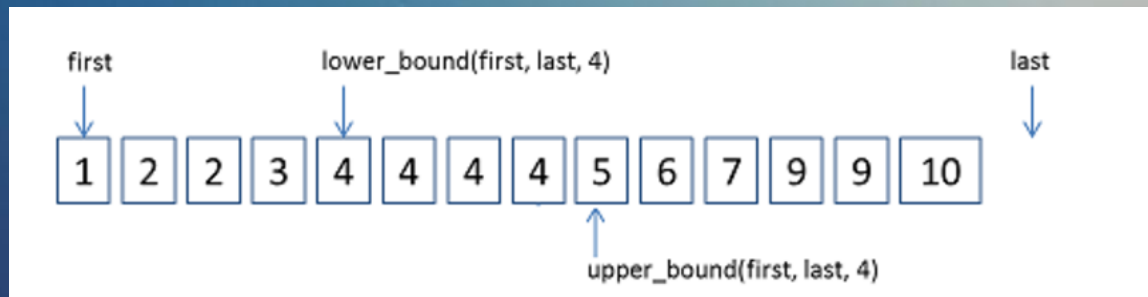 first lower_bound(first, last, 4) last
1 2 2 3 4 4 4 4 5 6 7 9 9 10
upper_bound(first, last, 4)